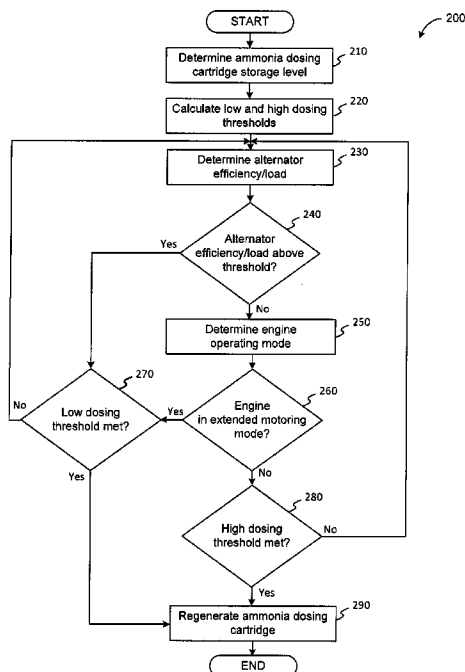 START
200
Determine ammonia dosing
cartridge storage level
210
Calculate low and high dosing
thresholds
220
Determine alternator
efficiency/load
230
Alternator
efficiency/load above
threshold?
240
Yes
No
Determine engine
operating mode
250
Low dosing
threshold met?
270
No
Yes
Engine
in extended motoring
mode?
260
Yes
No
High dosing
threshold met?
280
No
Yes
Regenerate ammonia dosing
cartridge
290
END